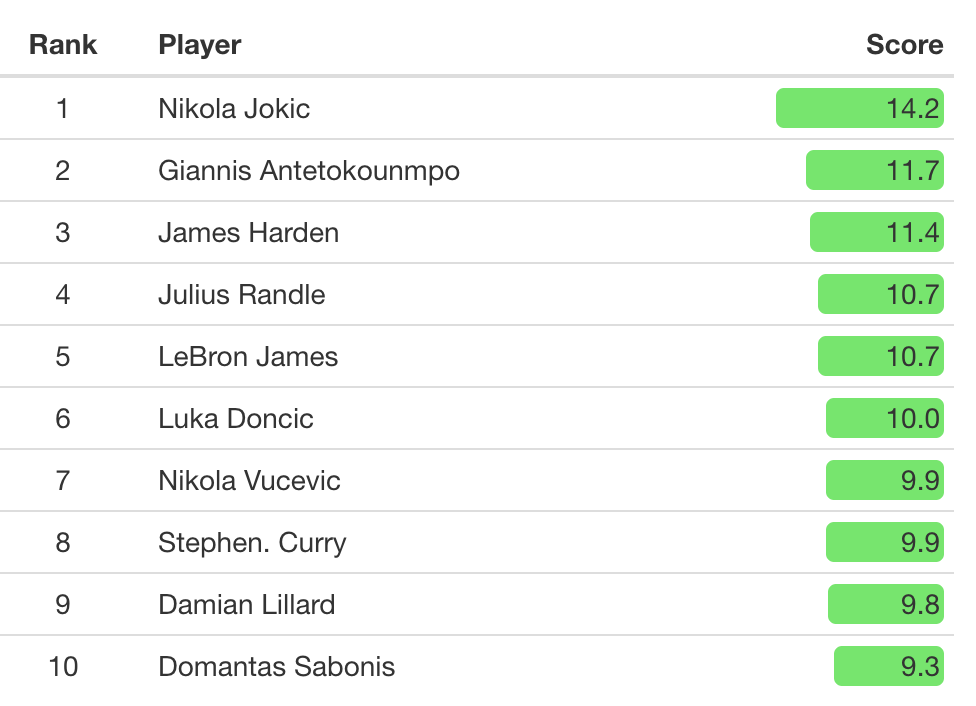 Rank Player Score
1 Nikola Jokic 14.2
2 Giannis Antetokounmpo 11.7
3 James Harden 11.4
4 Julius Randle 10.7
5 LeBron James 10.7
6 Luka Doncic 10.0
7 Nikola Vucevic 9.9
8 Stephen. Curry 9.9
9 Damian Lillard 9.8
10 Domantas Sabonis 9.3